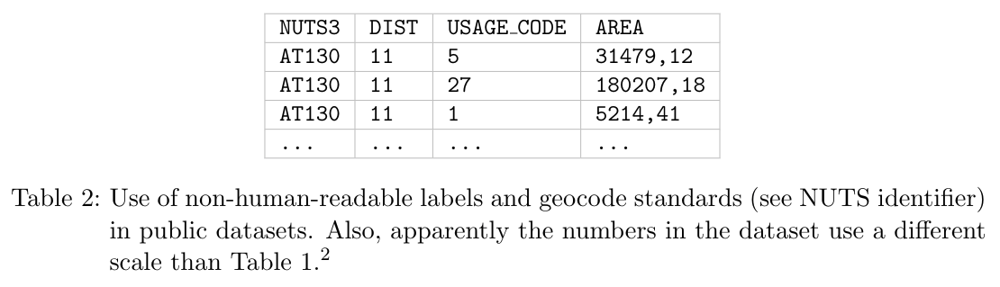 NUTS3 DIST USAGE_CODE AREA
AT130 11 5 31479,12
AT130 11 27 180207,18
AT130 11 1 5214,41
... ... ... ...
Table 2: Use of non-human-readable labels and geocode standards (see NUTS identifier)
in public datasets. Also, apparently the numbers in the dataset use a different
scale than Table 1.²